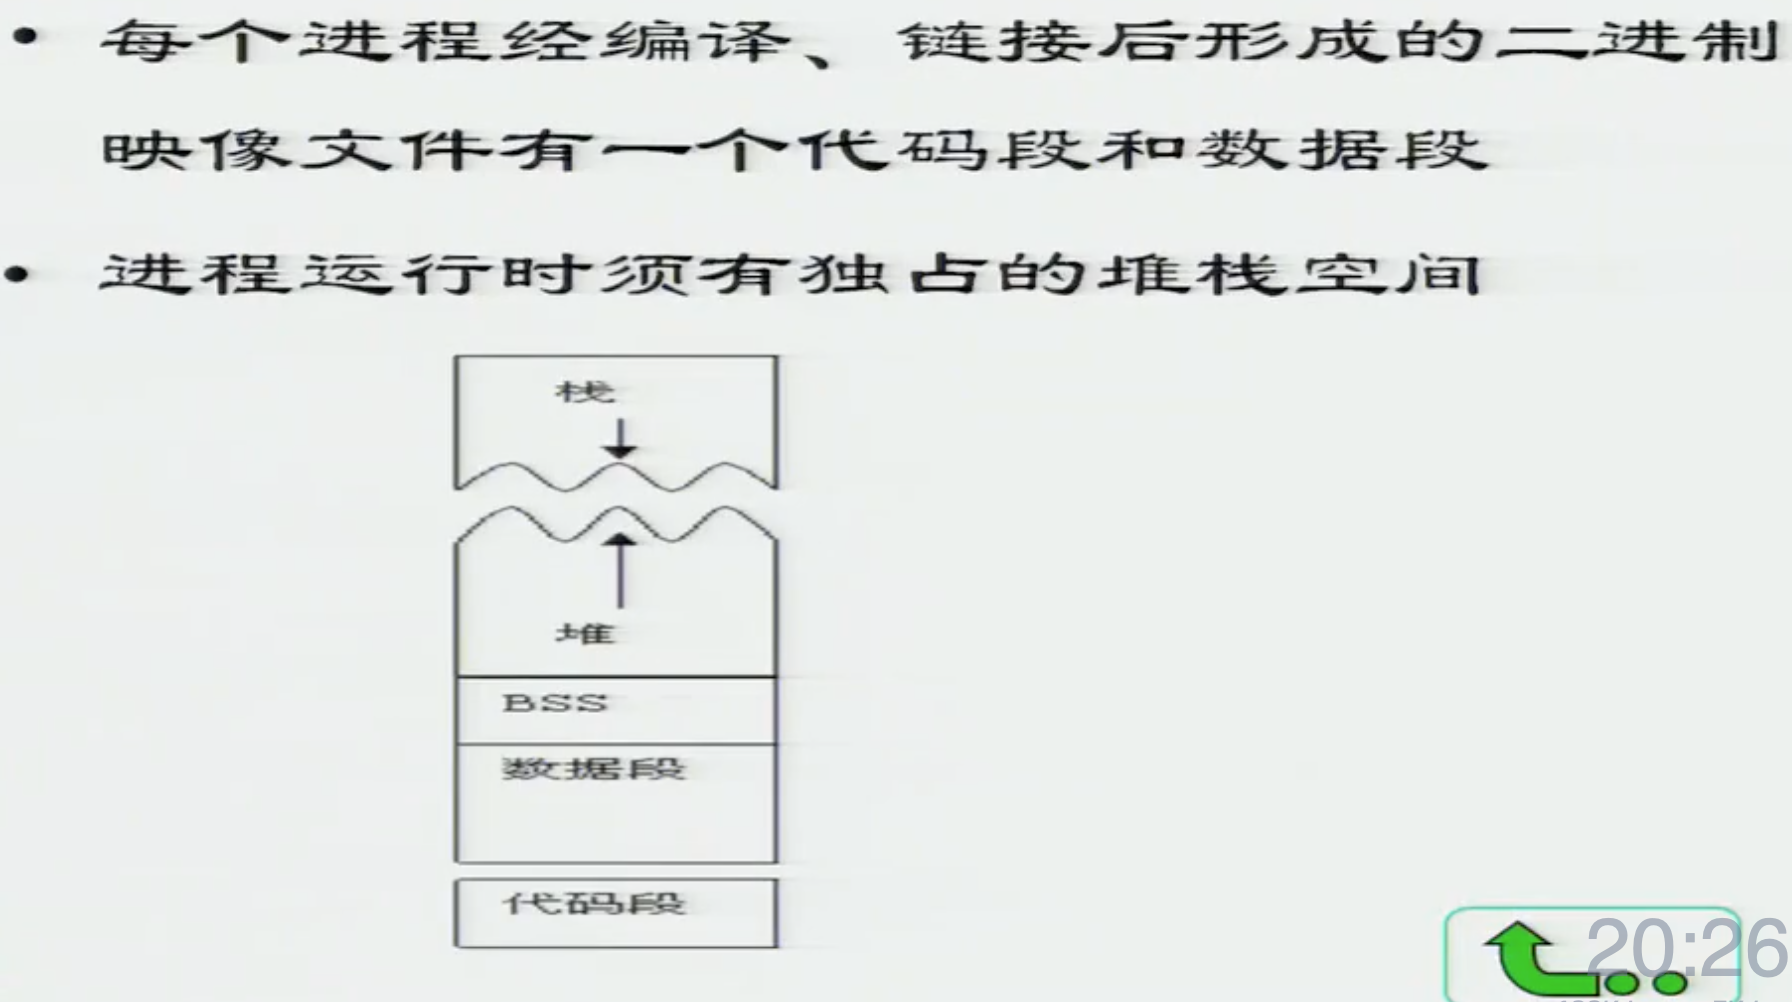 • 每个进程经编译、链接后形成的二进制
映像文件有一个代码段和数据段
• 进程运行时须有独占的堆栈空间
栈
堆
BSS
数据段
代码段
20:26